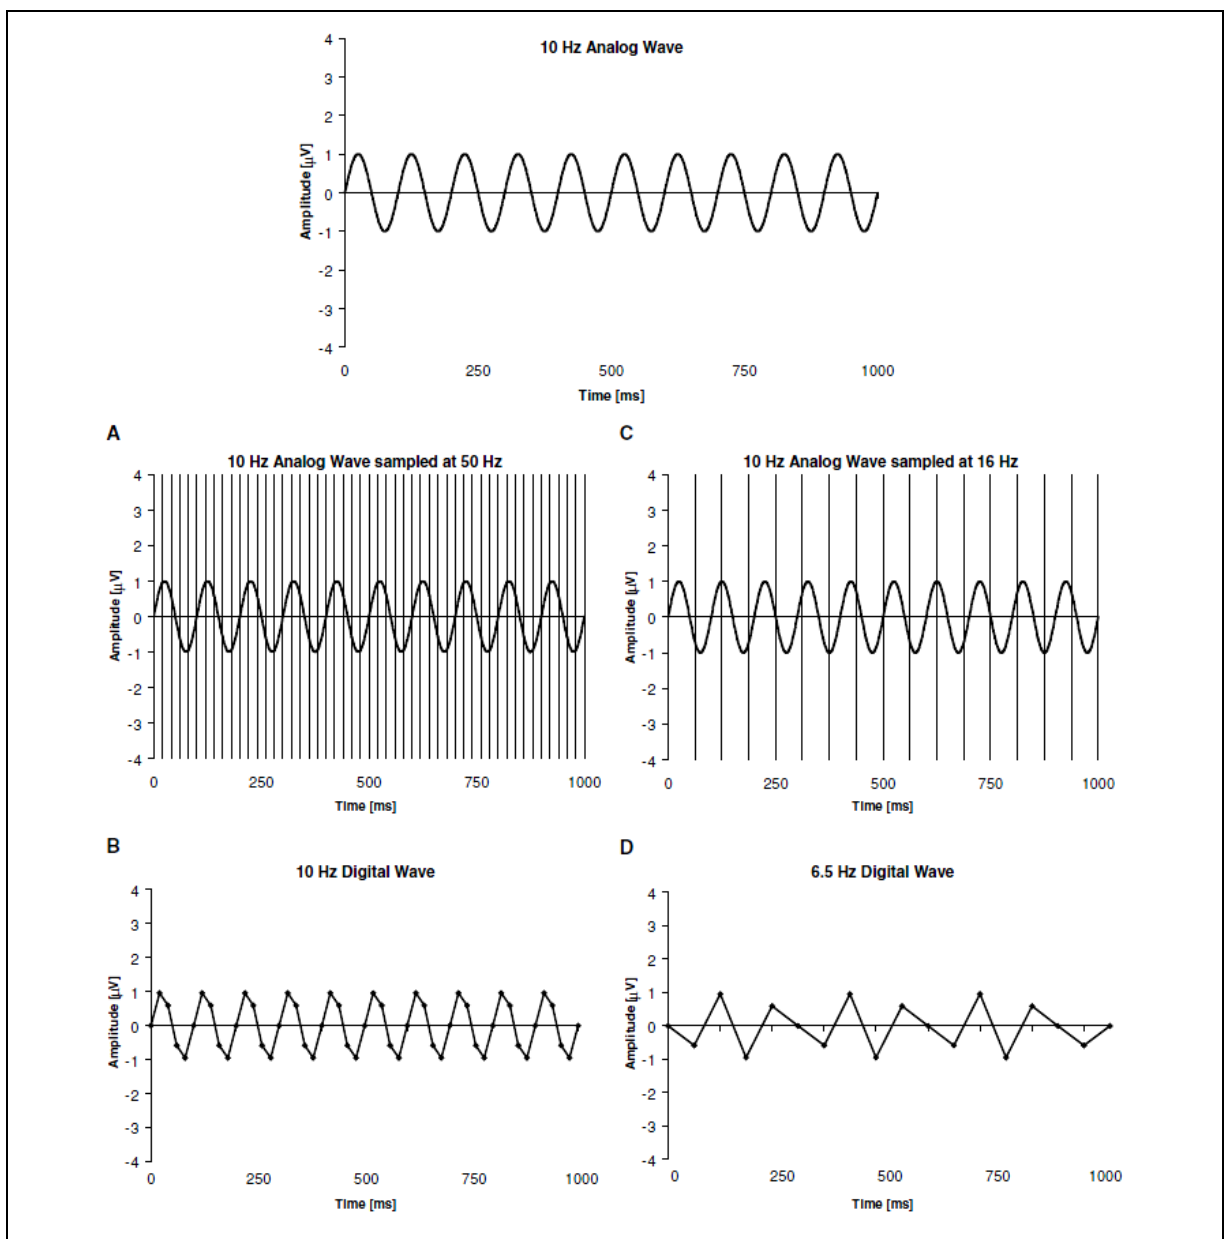 10 Hz Analog Wave
4
3
2
1
0
-1
-2
-3
-4
Amplitude [µV]
0 250 500 750 1000
Time [ms]
A
10 Hz Analog Wave sampled at 50 Hz
4
3
2
1
0
-1
-2
-3
-4
Amplitude [µV]
0 250 500 750 1000
Time [ms]
C
10 Hz Analog Wave sampled at 16 Hz
4
3
2
1
0
-1
-2
-3
-4
Amplitude [µV]
0 250 500 750 1000
Time [ms]
B
10 Hz Digital Wave
4
3
2
1
0
-1
-2
-3
-4
Amplitude [µV]
0 250 500 750 1000
Time [ms]
D
6.5 Hz Digital Wave
4
3
2
1
0
-1
-2
-3
-4
Amplitude [µV]
0 250 500 750 1000
Time [ms]